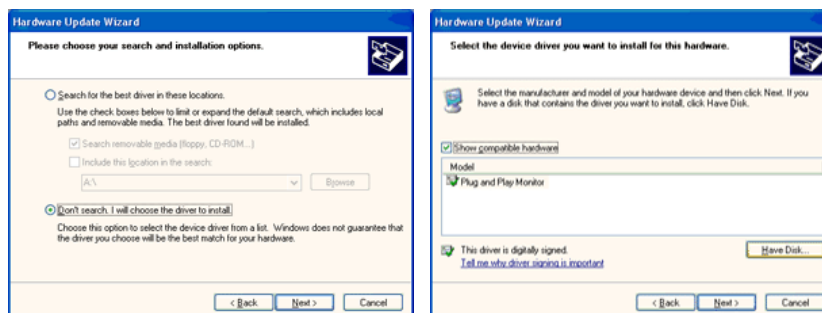 Hardware Update Wizard
Please choose your search and installation options.
Search for the best driver in these locations.
Use the check boxes below to limit or expand the default search, which includes local
paths and removable media. The best driver found will be installed.
Search removable media (floppy, CD-ROM...)
Include this location in the search:
A:\
Browse
Don't search. I will choose the driver to install.
Choose this option to select the device driver from a list. Windows does not guarantee that
the driver you choose will be the best match for your hardware.
< Back
Next >
Cancel
Hardware Update Wizard
Select the device driver you want to install for this hardware.
Select the manufacturer and model of your hardware device and then click Next. If you
have a disk that contains the driver you want to install, click Have Disk.
Show compatible hardware
Model
Plug and Play Monitor
This driver is digitally signed.
Tell me why driver signing is important
Have Disk...
< Back
Next >
Cancel